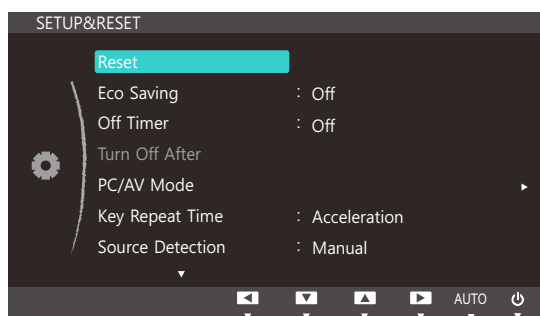 SETUP&RESET
Reset
Eco Saving : Off
Off Timer : Off
Turn Off After
PC/AV Mode
Key Repeat Time : Acceleration
Source Detection : Manual
AUTO